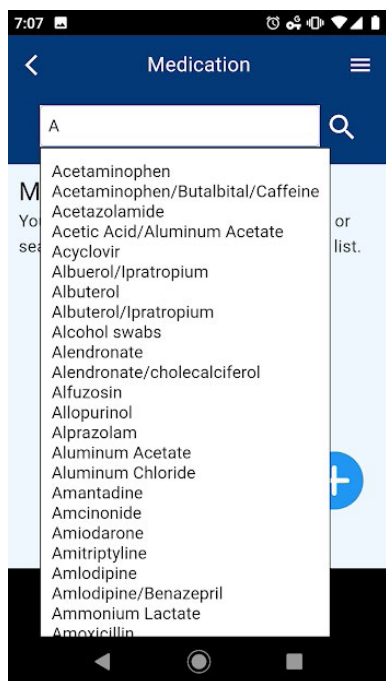 7:07
Medication
A
M
Acetaminophen
Acetaminophen/Butalbital/Caffeine
Acetazolamide
Yo or
Acetic Acid/Aluminum Acetate
sea list.
Acyclovir
Albuerol/Ipratropium
Albuterol
Albuterol/Ipratropium
Alcohol swabs
Alendronate
Alendronate/cholecalciferol
Alfuzosin
Allopurinol
Alprazolam
Aluminum Acetate
Aluminum Chloride
Amantadine
Amcinonide
Amiodarone
Amitriptyline
Amlodipine
Amlodipine/Benazepril
Ammonium Lactate
Amoxicillin